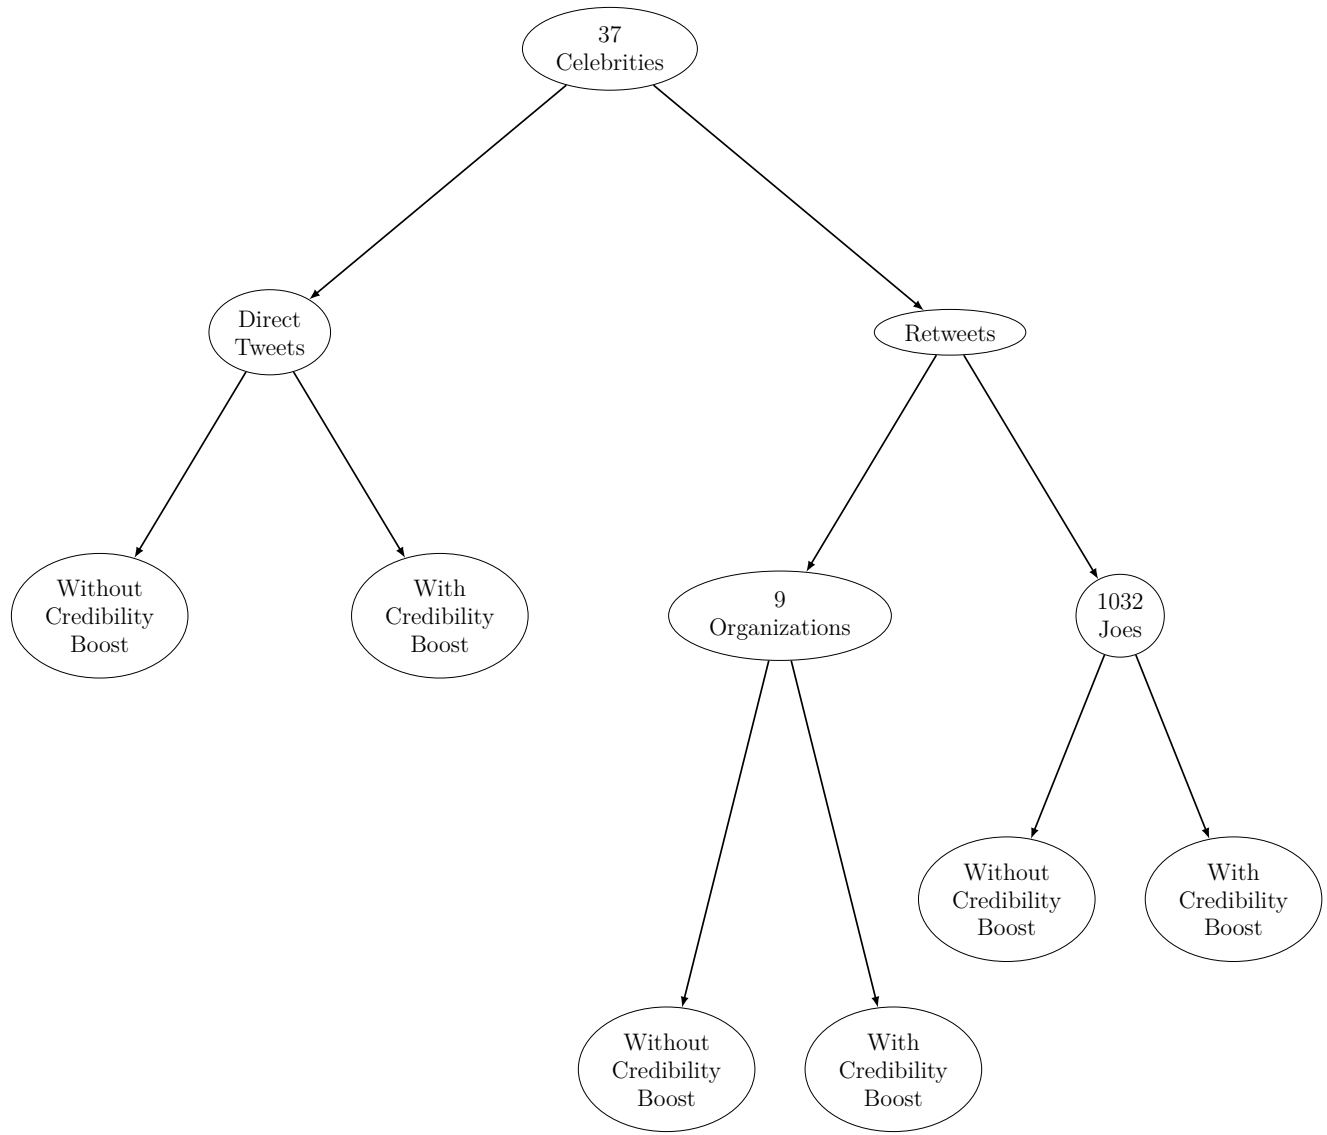 37
Celebrities
Direct
Tweets
Retweets
Without
Credibility
Boost
With
Credibility
Boost
9
Organizations
1032
Joes
Without
Credibility
Boost
With
Credibility
Boost
Without
Credibility
Boost
With
Credibility
Boost